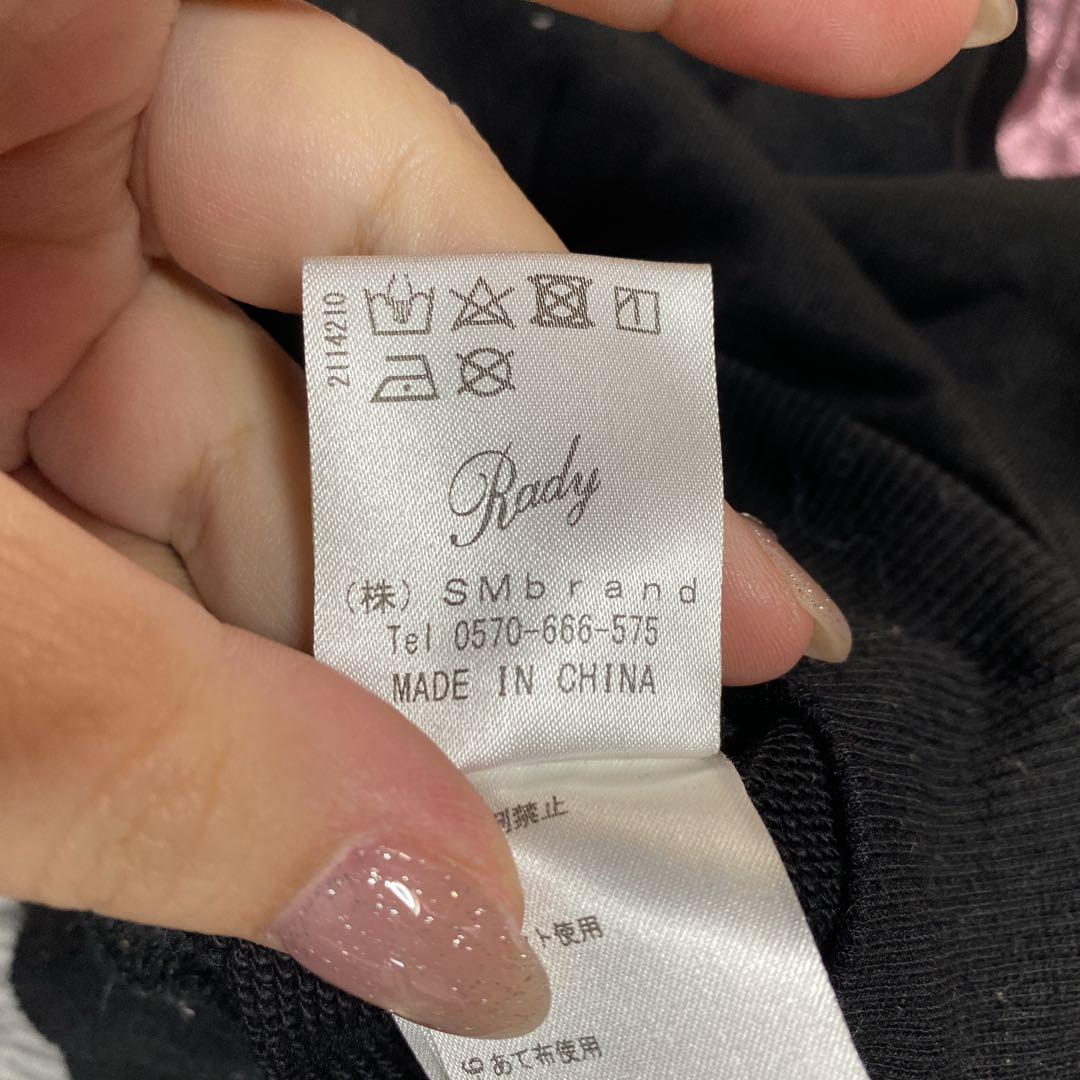 2114210
Rady
(株) SMbrand
Tel 0570-666-575
MADE IN CHINA
禁止
ト使用
あて布使用